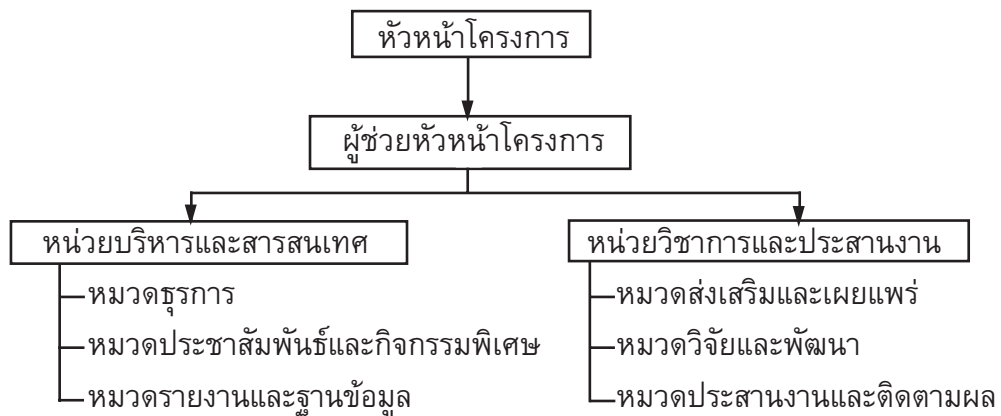 หัวหน้าโครงการ
ผู้ช่วยหัวหน้าโครงการ
หน่วยบริหารและสารสนเทศ
หมวดธุรการ
หมวดประชาสัมพันธ์และกิจกรรมพิเศษ
หมวดรายงานและฐานข้อมูล
หน่วยวิชาการและประสานงาน
หมวดส่งเสริมและเผยแพร่
หมวดวิจัยและพัฒนา
หมวดประสานงานและติดตามผล